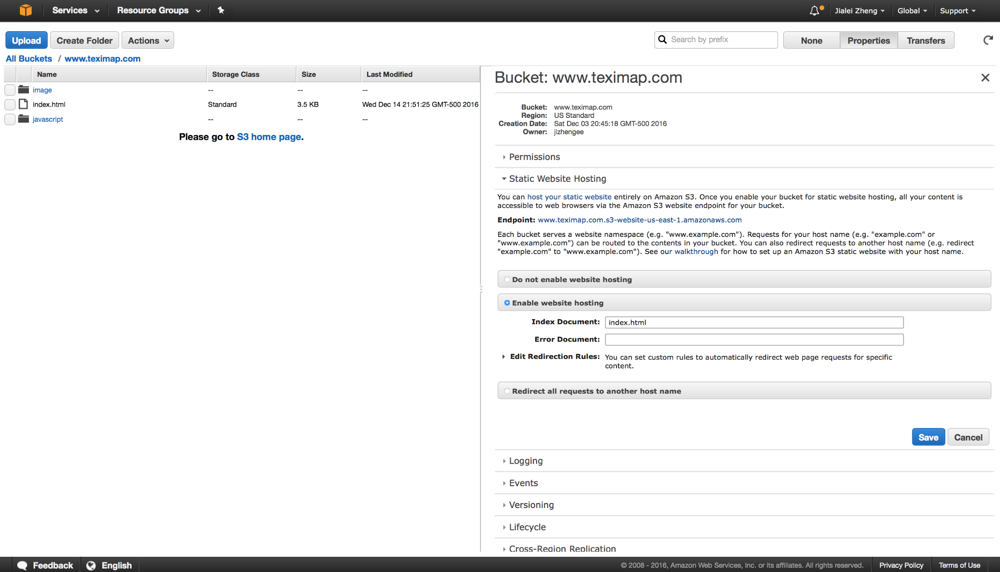 Services Resource Groups Jialei Zheng Global Support
Upload Create Folder Actions Search by prefix None Properties Transfers
All Buckets / www.teximap.com
Name Storage Class Size Last Modified
image -- -- --
index.html Standard 3.5 KB Wed Dec 14 21:51:25 GMT-500 2016
javascript -- -- --
Please go to S3 home page.
Bucket: www.teximap.com
Bucket: www.teximap.com
Region: US Standard
Creation Date: Sat Dec 03 20:45:18 GMT-500 2016
Owner: jlzhengee
Permissions
Static Website Hosting
You can host your static website entirely on Amazon S3. Once you enable your bucket for static website hosting, all your content is
accessible to web browsers via the Amazon S3 website endpoint for your bucket.
Endpoint: www.teximap.com.s3-website-us-east-1.amazonaws.com
Each bucket serves a website namespace (e.g. "www.example.com"). Requests for your host name (e.g. "example.com" or
"www.example.com") can be routed to the contents in your bucket. You can also redirect requests to another host name (e.g. redirect
"example.com" to "www.example.com"). See our walkthrough for how to set up an Amazon S3 static website with your host name.
Do not enable website hosting
Enable website hosting
Index Document: index.html
Error Document:
Edit Redirection Rules: You can set custom rules to automatically redirect web page requests for specific
content.
Redirect all requests to another host name
Save Cancel
Logging
Events
Versioning
Lifecycle
Cross-Region Replication
Feedback English © 2008 - 2016, Amazon Web Services, Inc. or its affiliates. All rights reserved. Privacy Policy Terms of Use